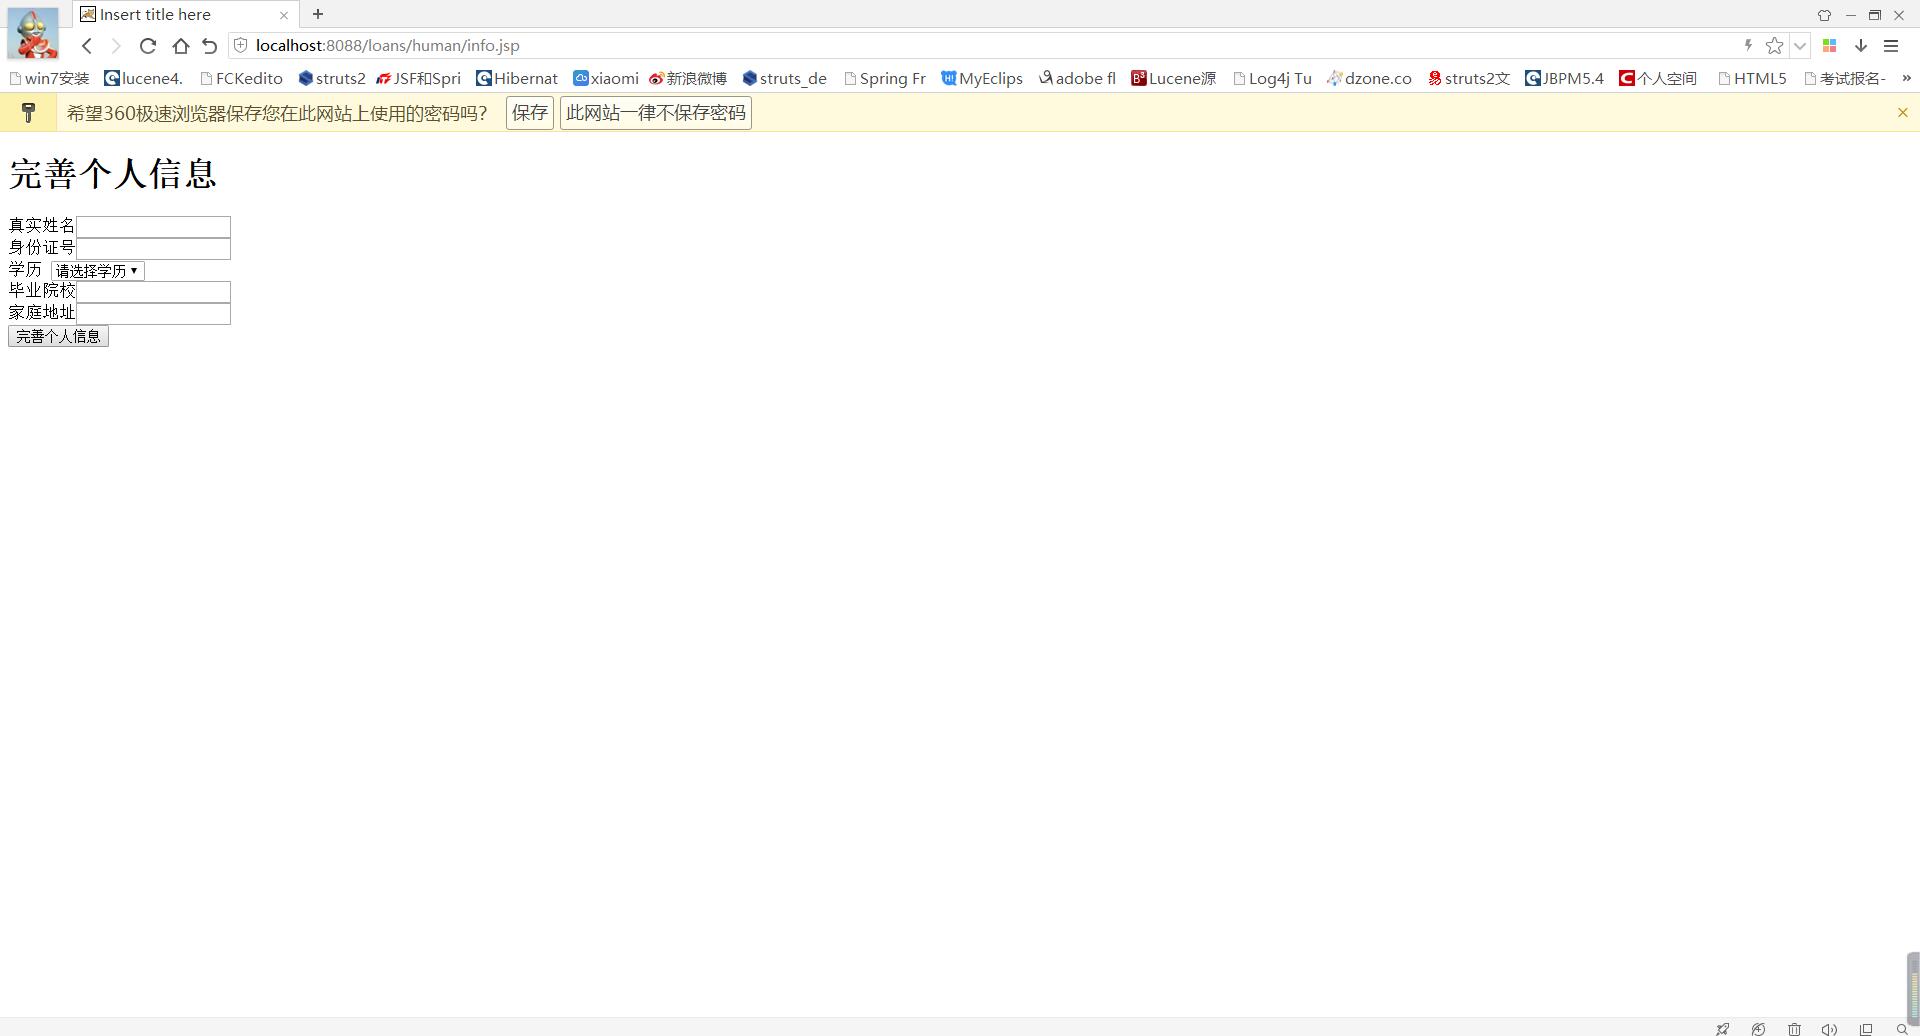 Insert title here
localhost:8088/loans/human/info.jsp
win7安装 lucene4. FCKedito struts2 JSF和Spri Hibernat xiaomi 新浪微博 struts_de Spring Fr MyEclips adobe fl Lucene源 Log4j Tu dzone.co struts2文 JBPM5.4 个人空间 HTML5 考试报名- »
希望360极速浏览器保存您在此网站上使用的密码吗? 保存 此网站一律不保存密码
完善个人信息
真实姓名
身份证号
学历 请选择学历
毕业院校
家庭地址
完善个人信息